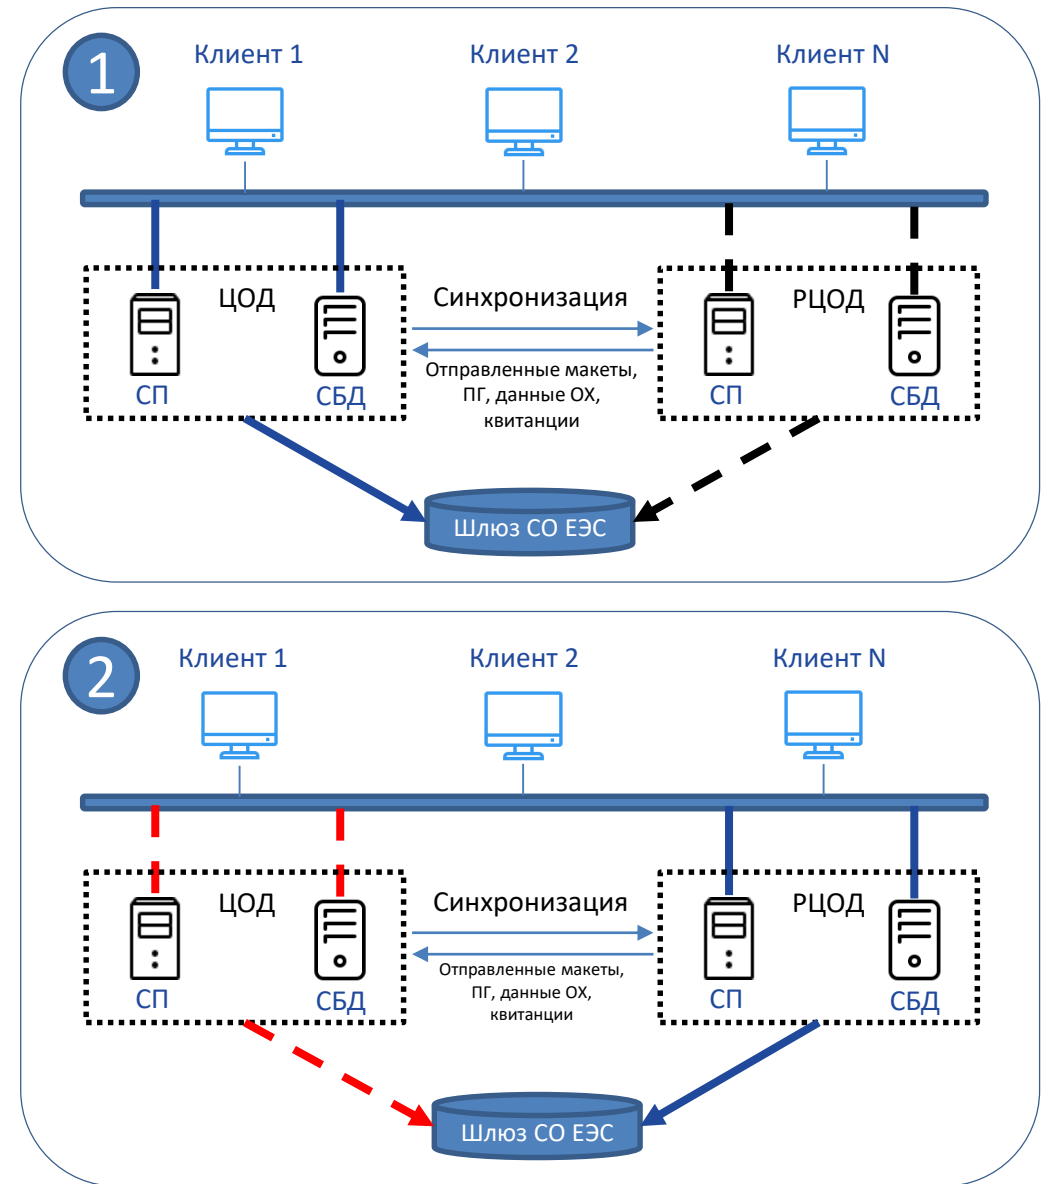 1
Клиент 1
Клиент 2
Клиент N
ЦОД
СП
СБД
Синхронизация
Отправленные макеты,
ПГ, данные ОХ,
квитанции
РЦОД
СП
СБД
Шлюз СО ЕЭС
2
Клиент 1
Клиент 2
Клиент N
ЦОД
СП
СБД
Синхронизация
Отправленные макеты,
ПГ, данные ОХ,
квитанции
РЦОД
СП
СБД
Шлюз СО ЕЭС